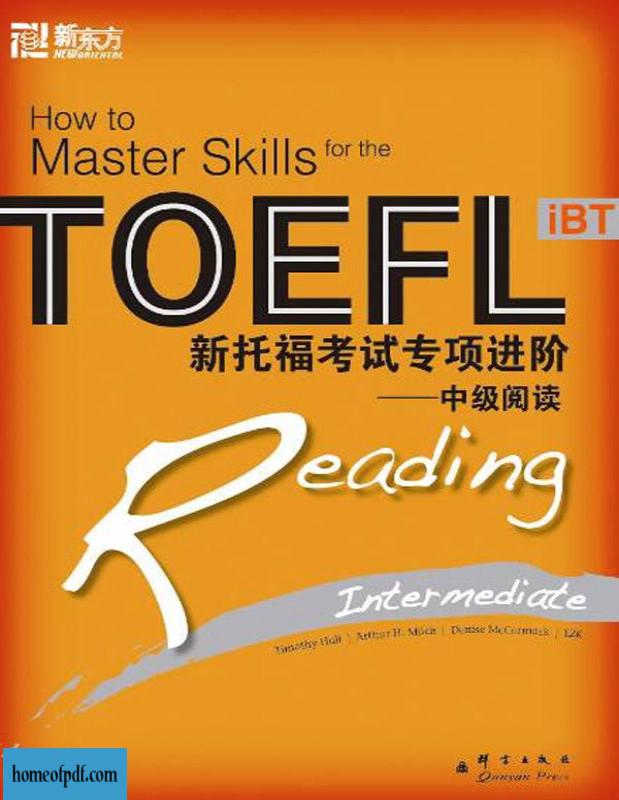 新东方
NEW ORIENTAL
How to
Master Skills for the
TOEFL iBT
新托福考试专项进阶
——中级阅读
Reading
Intermediate
Timothy Hall | Arthur H. Milch | Denise McCormack | E2K
群言出版社
Qunyan Press
homeofpdf.com